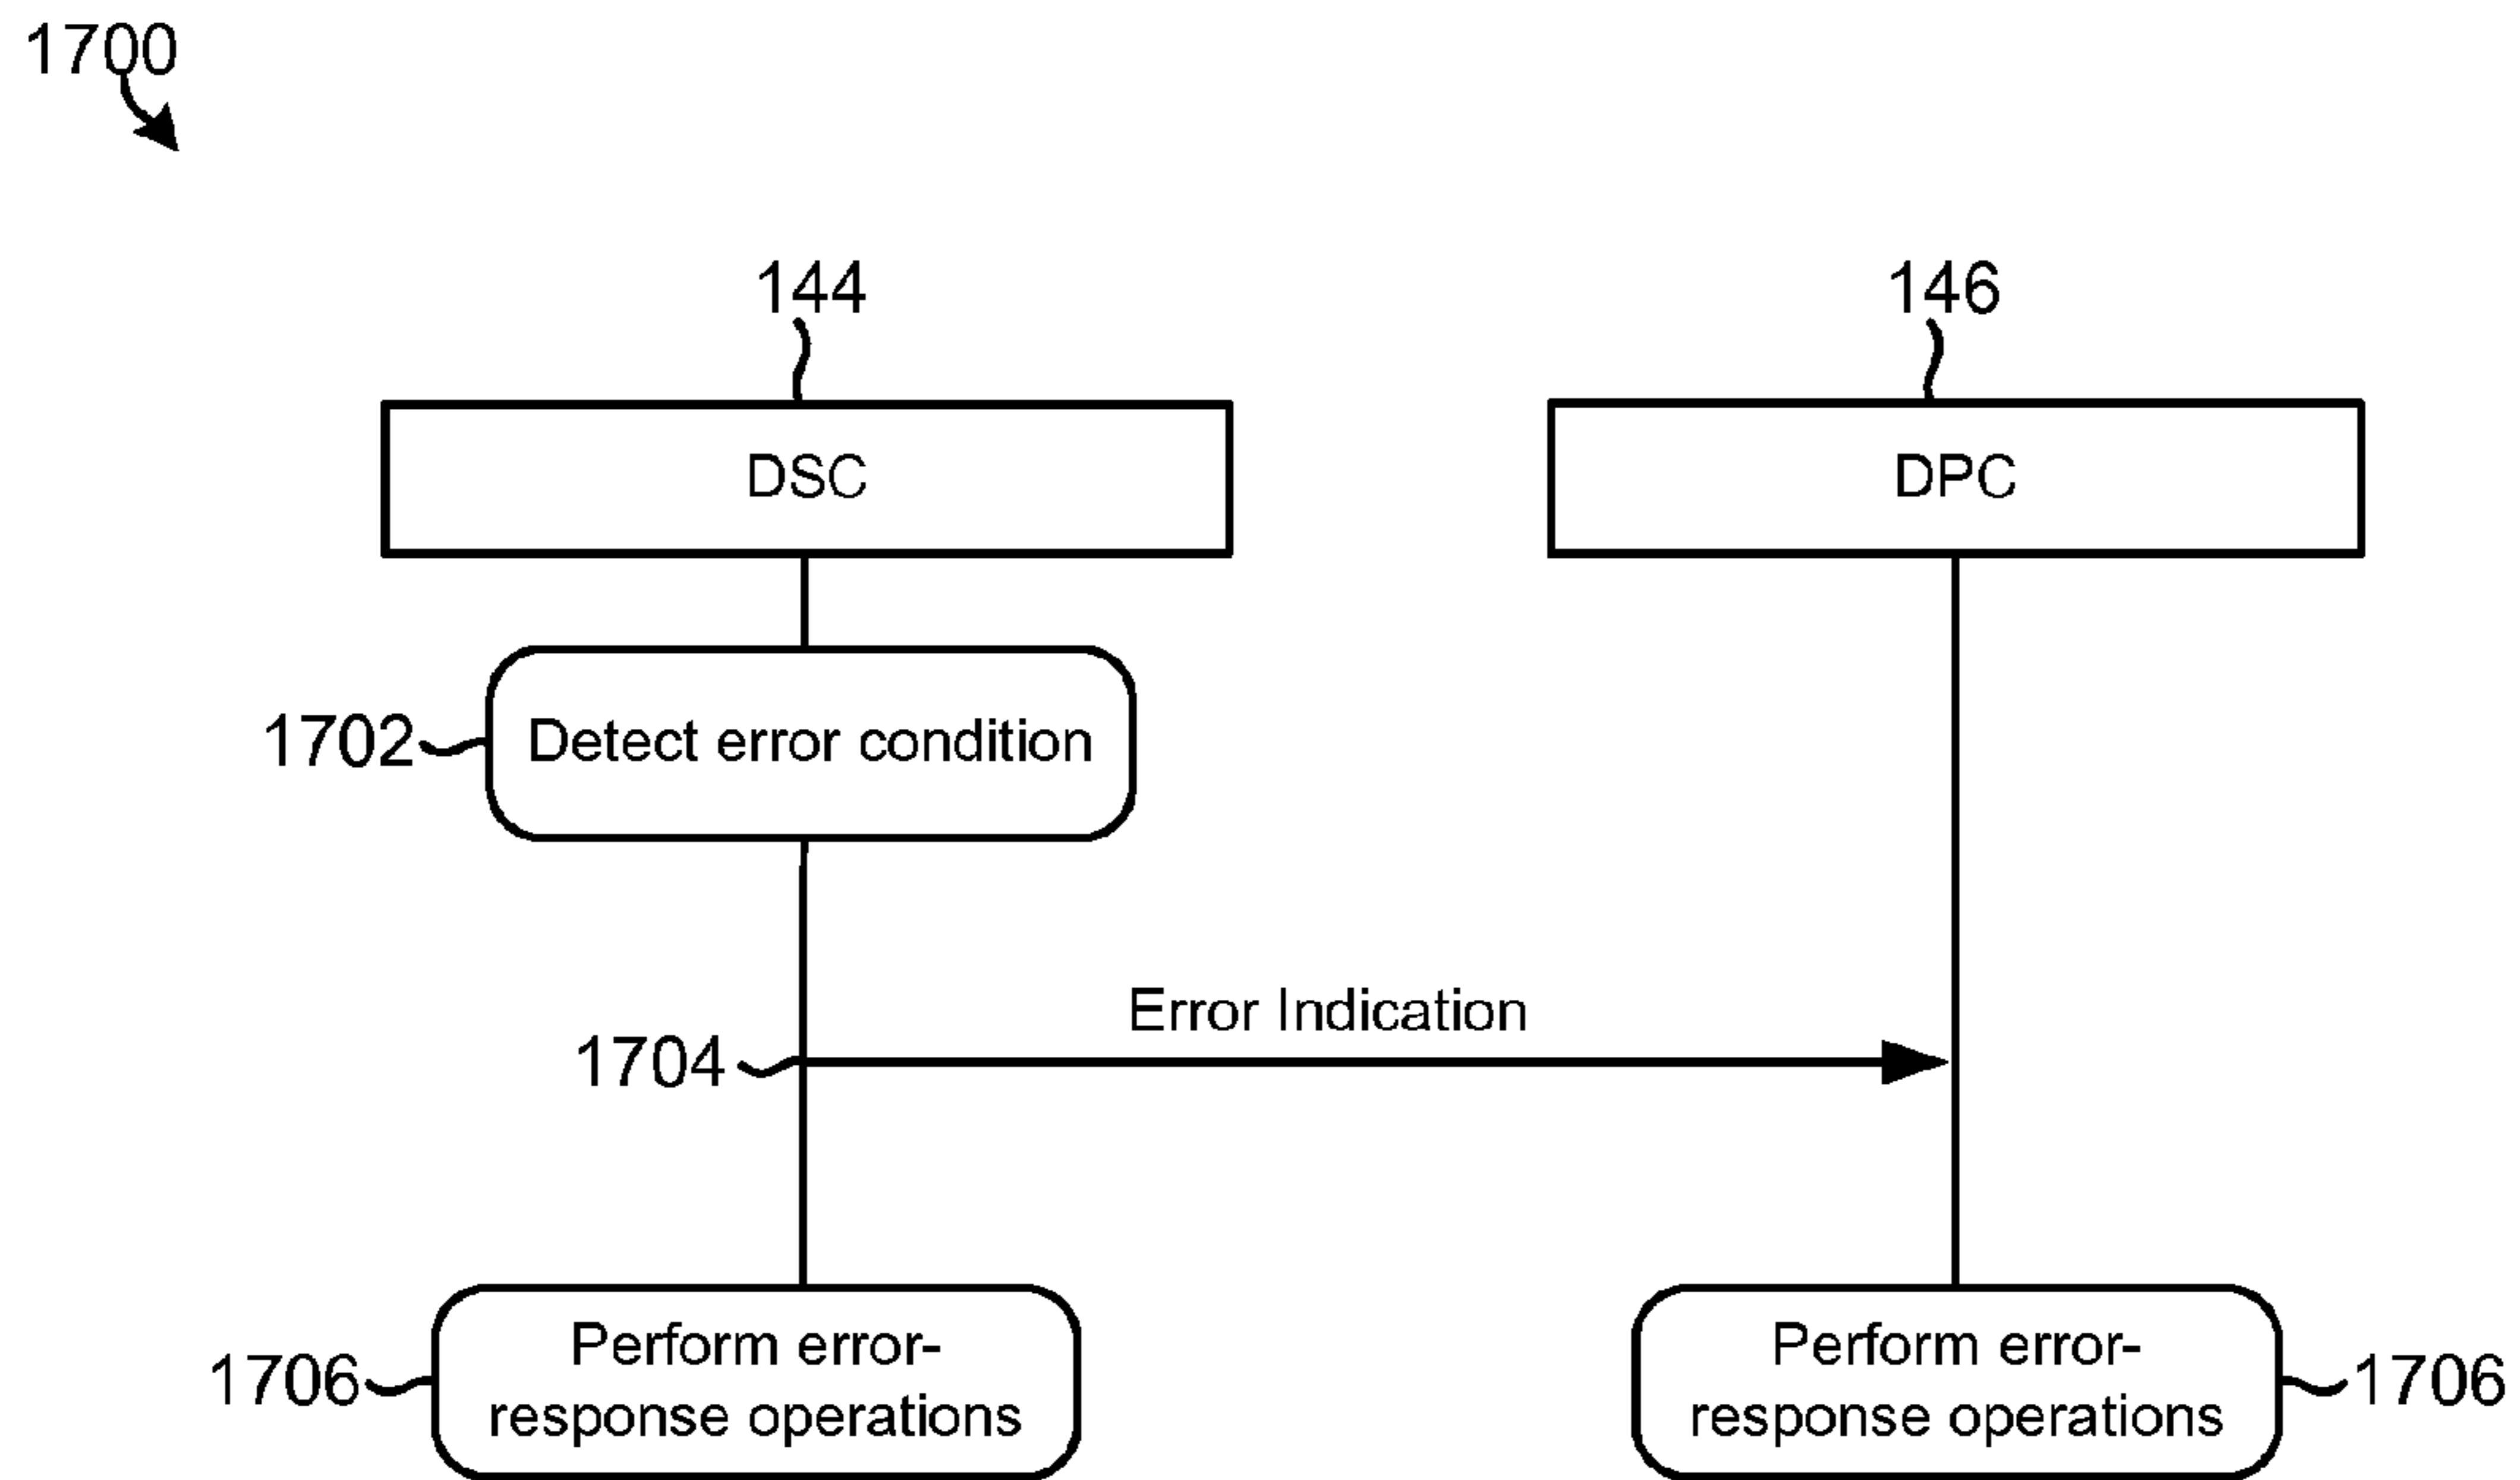 1700
144
146
DSC
DPC
1702
Detect error condition
Error Indication
1704
1706
Perform error-
response operations
Perform error-
response operations
1706